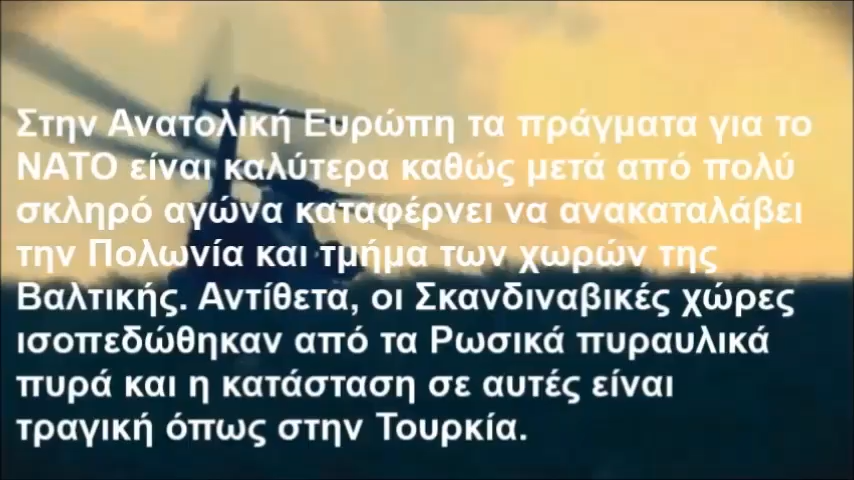 Στην Ανατολική Ευρώπη τα πράγματα για το
ΝΑΤΟ είναι καλύτερα καθώς μετά από πολύ
σκληρό αγώνα καταφέρνει να ανακαταλάβει
την Πολωνία και τμήμα των χωρών της
Βαλτικής. Αντίθετα, οι Σκανδιναβικές χώρες
ισοπεδώθηκαν από τα Ρωσικά πυραυλικά
πυρά και η κατάσταση σε αυτές είναι
τραγική όπως στην Τουρκία.